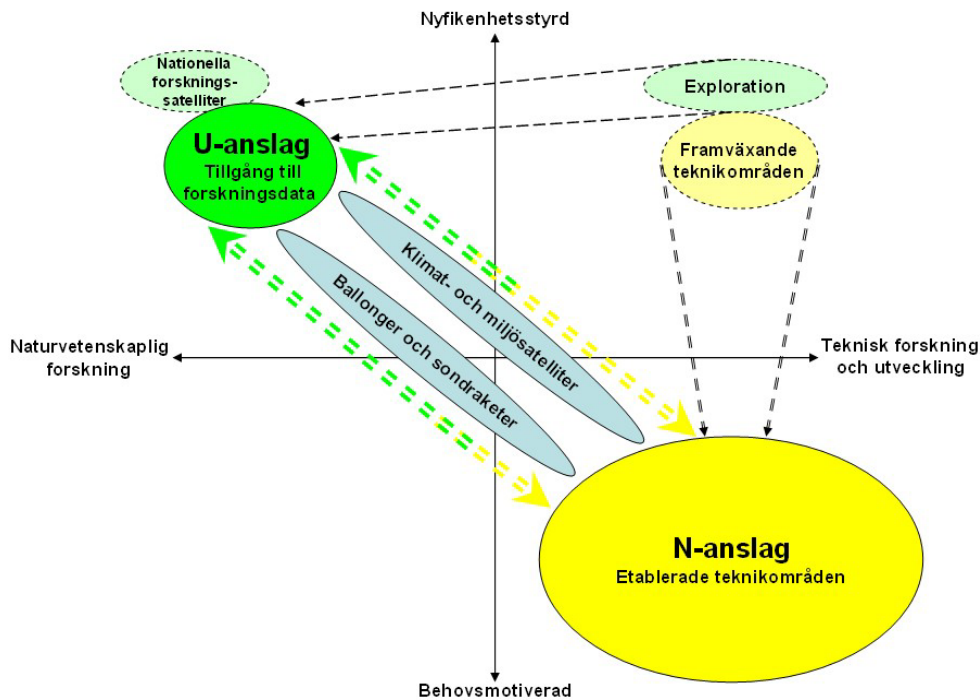 Nyfikenhetsstyrd
Nationella
forsknings-
satelliter
Exploration
U-anslag
Tillgång till
forskningsdata
Framväxande
teknikområden
Klimat- och miljösatelliter
Ballonger och sondraketer
Naturvetenskaplig
forskning
Teknisk forskning
och utveckling
N-anslag
Etablerade teknikområden
Behovsmotiverad